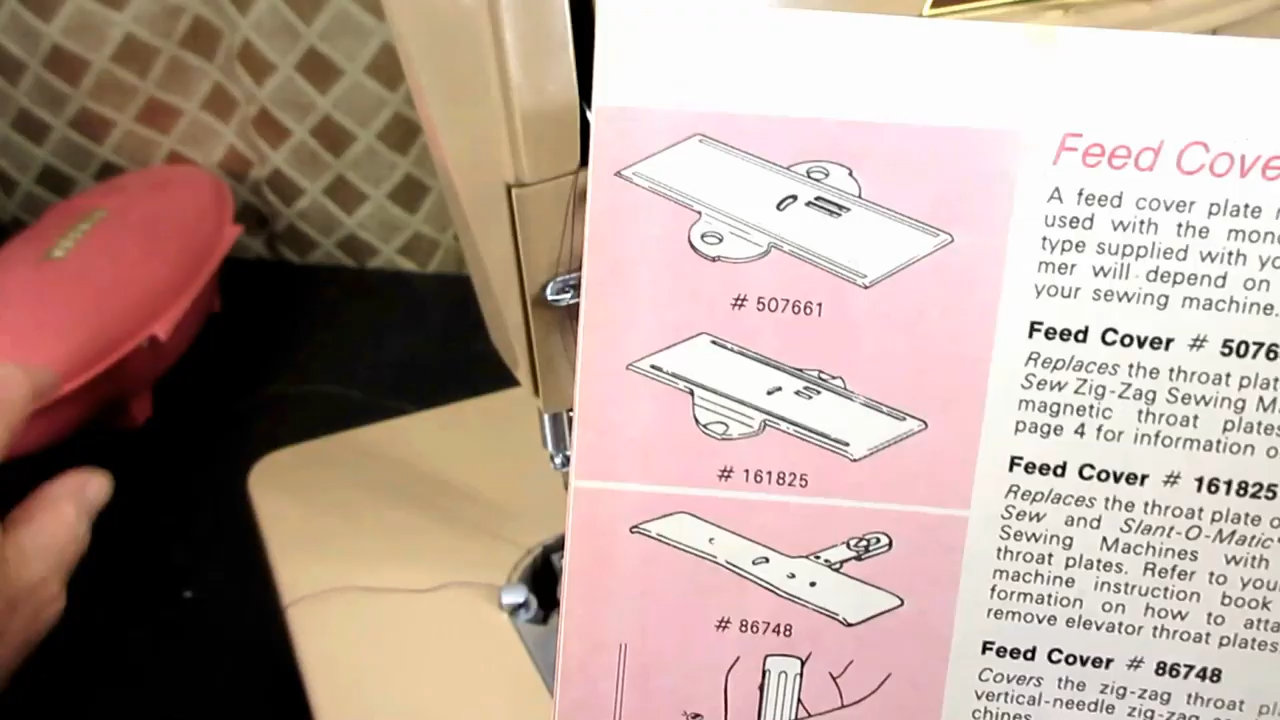 # 507661
# 161825
# 86748
Feed Cove
A feed cover plate
used with the mon
type supplied with yo
mer will depend on
your sewing machine.
Feed Cover # 5076
Replaces the throat plat
Sew Zig-Zag Sewing M
magnetic throat plates
page 4 for information o
Feed Cover # 161825
Replaces the throat plate o
Sew and Slant-O-Matic
Sewing Machines with
throat plates. Refer to you
machine instruction book
formation on how to atta
remove elevator throat plates
Feed Cover # 86748
Covers the zig-zag throat pl
vertical-needle zig-zag
chines